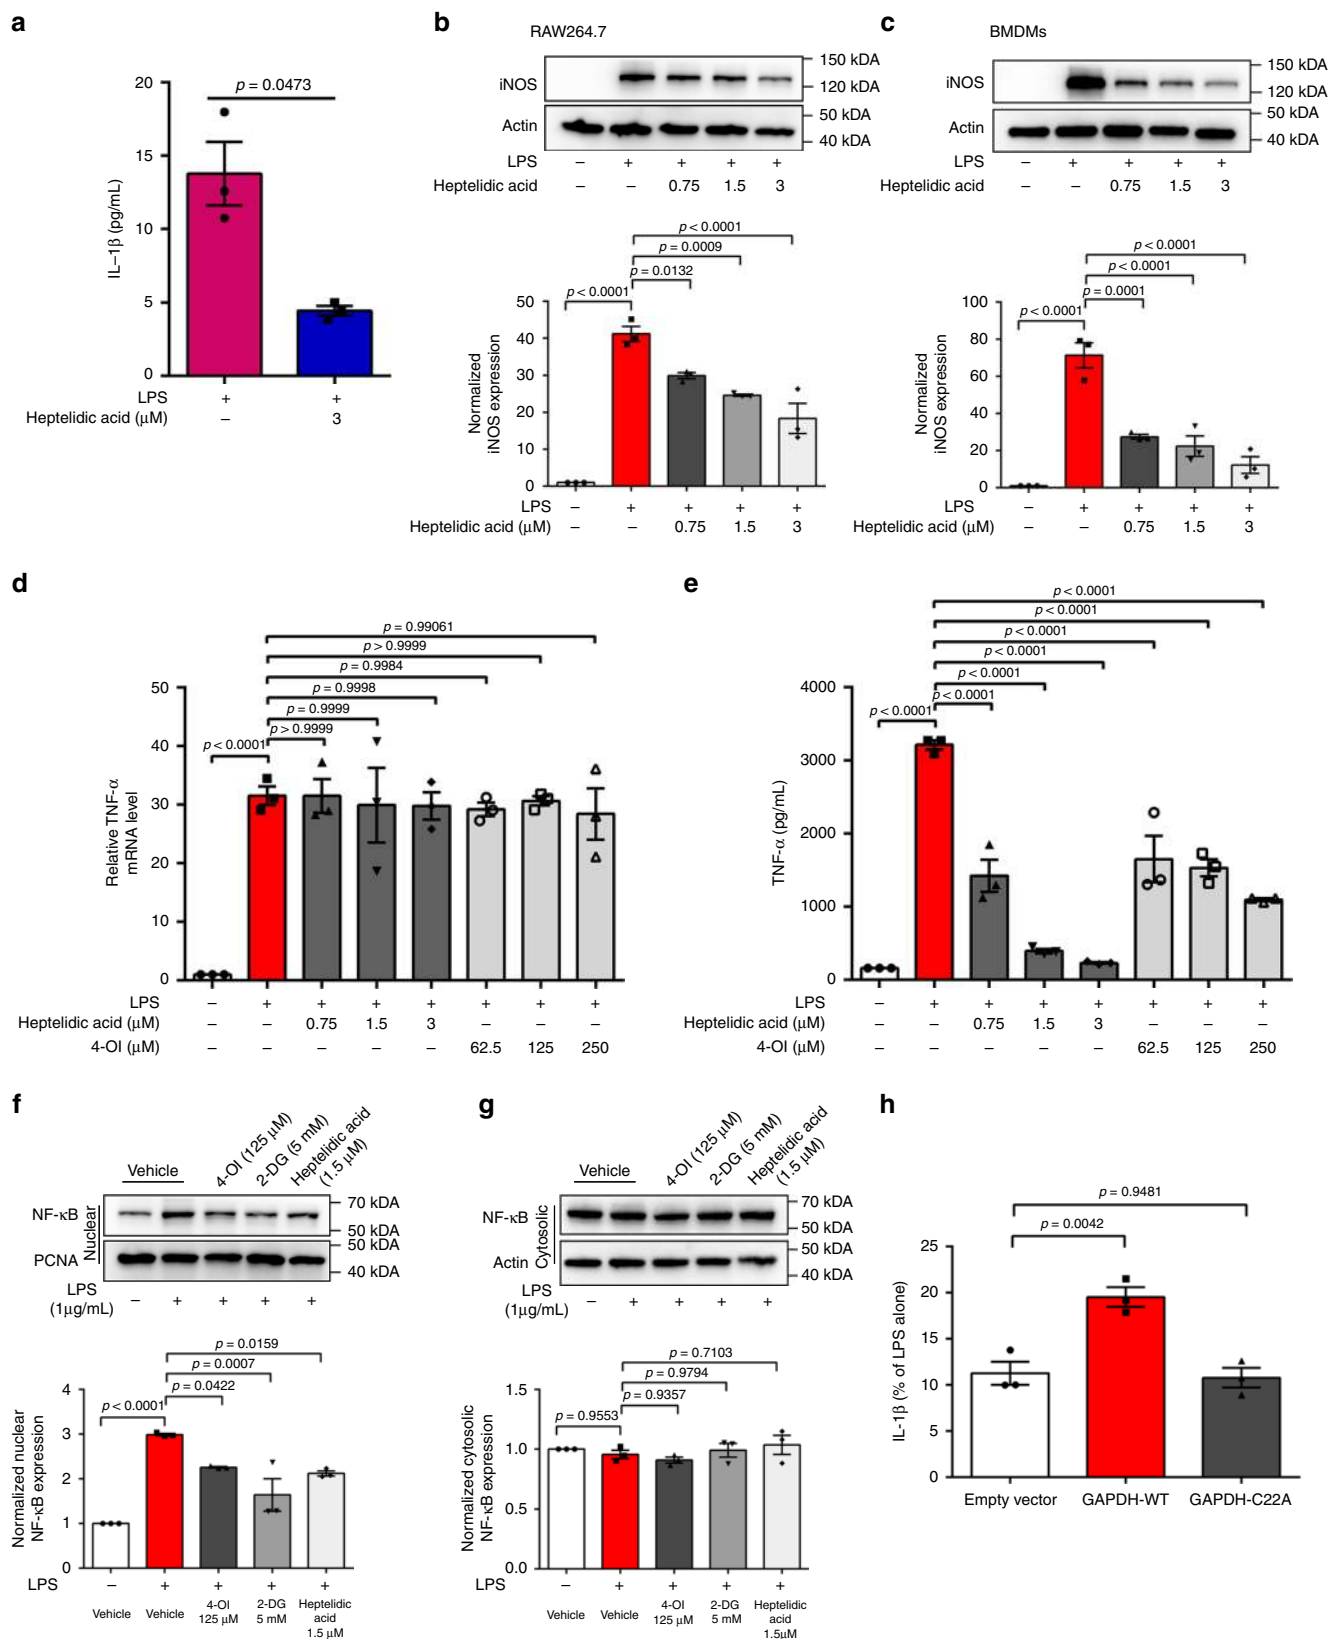 a
p = 0.0473
20
15
10
5
0
IL–1β (pg/mL)
LPS + +
Heptelidic acid (μM) – 3
b
RAW264.7
iNOS
150 kDA
120 kDA
Actin
50 kDA
40 kDA
LPS – + + + +
Heptelidic acid – – 0.75 1.5 3
p < 0.0001
p = 0.0009
p = 0.0132
p < 0.0001
50
40
30
20
10
0
Normalized
iNOS expression
LPS – + + + +
Heptelidic acid (μM) – – 0.75 1.5 3
c
BMDMs
iNOS
150 kDA
120 kDA
Actin
50 kDA
40 kDA
LPS – + + + +
Heptelidic acid – – 0.75 1.5 3
p < 0.0001
p < 0.0001
p = 0.0001
p < 0.0001
100
80
60
40
20
0
Normalized
iNOS expression
LPS – + + + +
Heptelidic acid (μM) – – 0.75 1.5 3
d
p = 0.99061
p > 0.9999
p = 0.9984
p = 0.9998
p = 0.9999
p > 0.9999
p < 0.0001
50
40
30
20
10
0
Relative TNF-α
mRNA level
LPS – + + + + + + +
Heptelidic acid (μM) – – 0.75 1.5 3 – – –
4-OI (μM) – – – – – 62.5 125 250
e
p < 0.0001
p < 0.0001
p < 0.0001
p < 0.0001
p < 0.0001
p < 0.0001
p < 0.0001
4000
3000
2000
1000
0
TNF-α (pg/mL)
LPS – + + + + + + +
Heptelidic acid (μM) – – 0.75 1.5 3 – – –
4-OI (μM) – – – – – 62.5 125 250
f
Vehicle
4-OI (125 μM)
2-DG (5 mM)
Heptelidic acid
(1.5 μM)
NF-κB
PCNA
Nuclear
70 kDA
50 kDA
50 kDA
40 kDA
LPS
(1μg/mL) – + + + +
p = 0.0159
p = 0.0007
p = 0.0422
p < 0.0001
4
3
2
1
0
Normalized nuclear
NF-κB expression
LPS – + + + +
Vehicle Vehicle 4-OI 2-DG Heptelidic
125 μM 5 mM acid
1.5 μM
g
Vehicle
4-OI (125 μM)
2-DG (5 mM)
Heptelidic acid
(1.5 μM)
NF-κB
Actin
Cytosolic
70 kDA
50 kDA
50 kDA
40 kDA
LPS
(1μg/mL) – + + + +
p = 0.7103
p = 0.9794
p = 0.9357
p = 0.9553
1.5
1.0
0.5
0.0
Normalized cytosolic
NF-κB expression
LPS – + + + +
Vehicle Vehicle 4-OI 2-DG Heptelidic
125 μM 5 mM acid
1.5μM
h
p = 0.9481
p = 0.0042
25
20
15
10
5
0
IL-1β (% of LPS alone)
Empty vector GAPDH-WT GAPDH-C22A